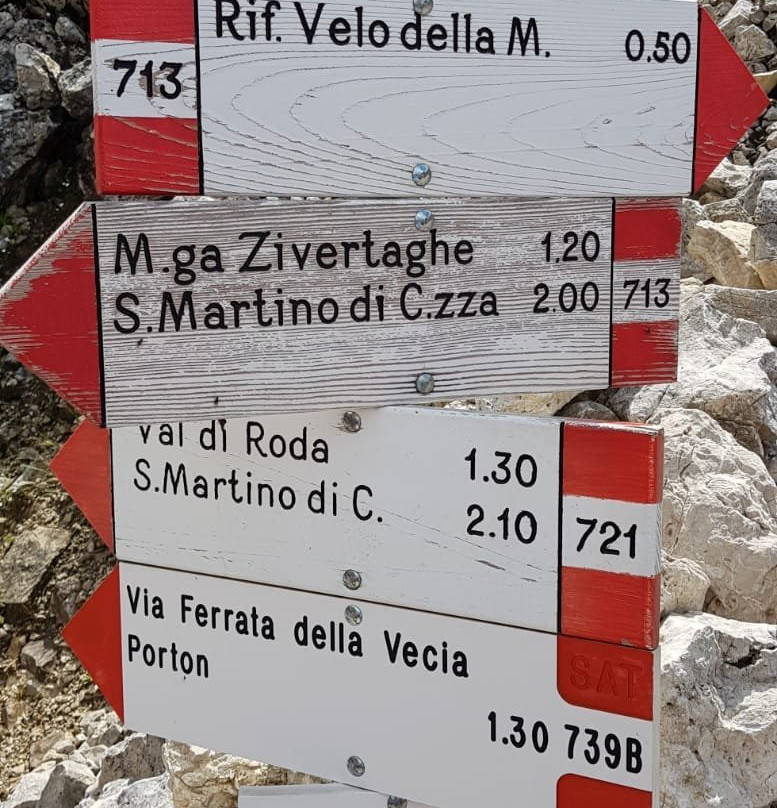 Rif. Velo della M. 0.50
713
M.ga Zivertaghe 1.20
S.Martino di C.zza 2.00 713
Val di Roda 1.30
S.Martino di C. 2.10 721
Via Ferrata della Vecia
Porton
SAT
1.30 739B